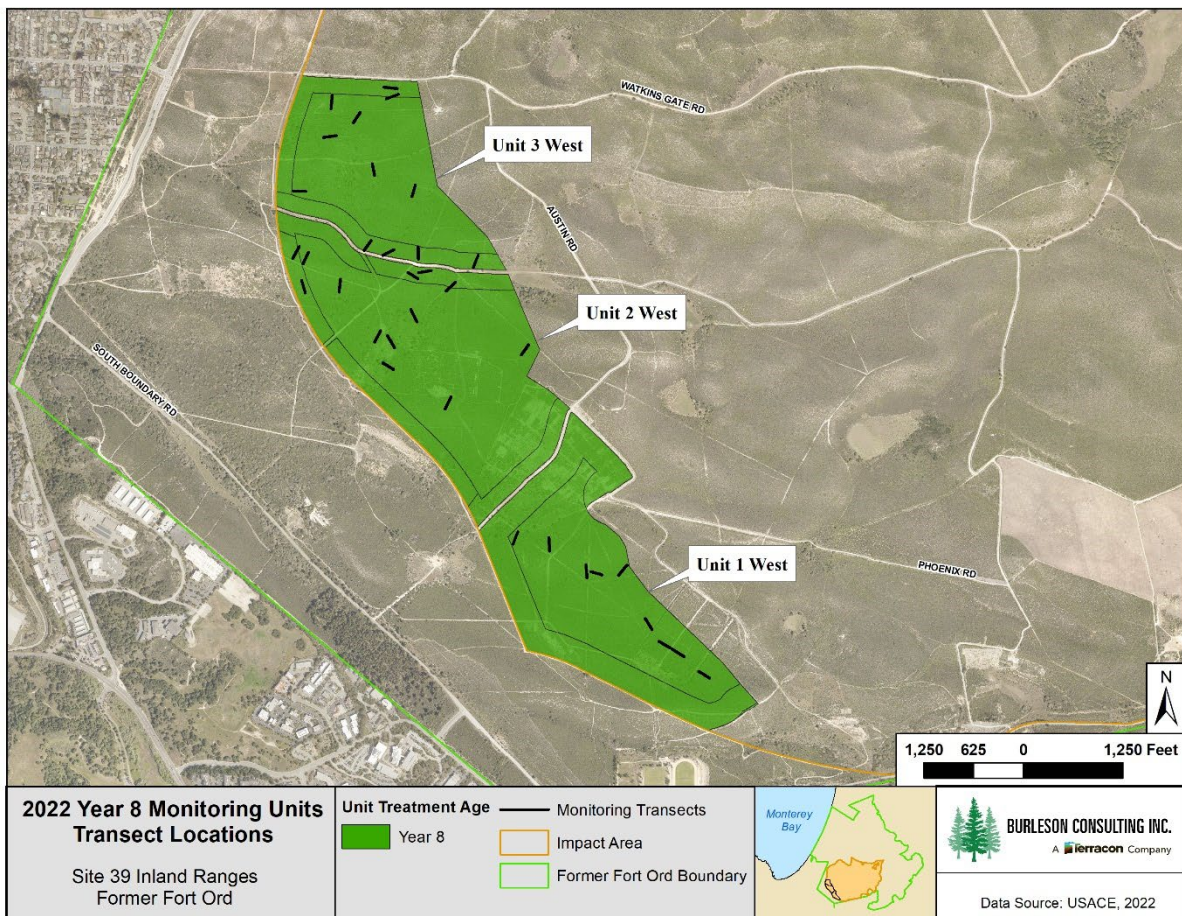 WATKINS GATE RD
Unit 3 West
AUSTIN RD
Unit 2 West
SOUTH BOUNDARY RD
Unit 1 West
PHOENIX RD
N
1,250 625 0 1,250 Feet
2022 Year 8 Monitoring Units
Transect Locations
Site 39 Inland Ranges
Former Fort Ord
Unit Treatment Age
Year 8
Monitoring Transects
Impact Area
Former Fort Ord Boundary
Monterey
Bay
BURLESON CONSULTING INC.
A Terracon Company
Data Source: USACE, 2022